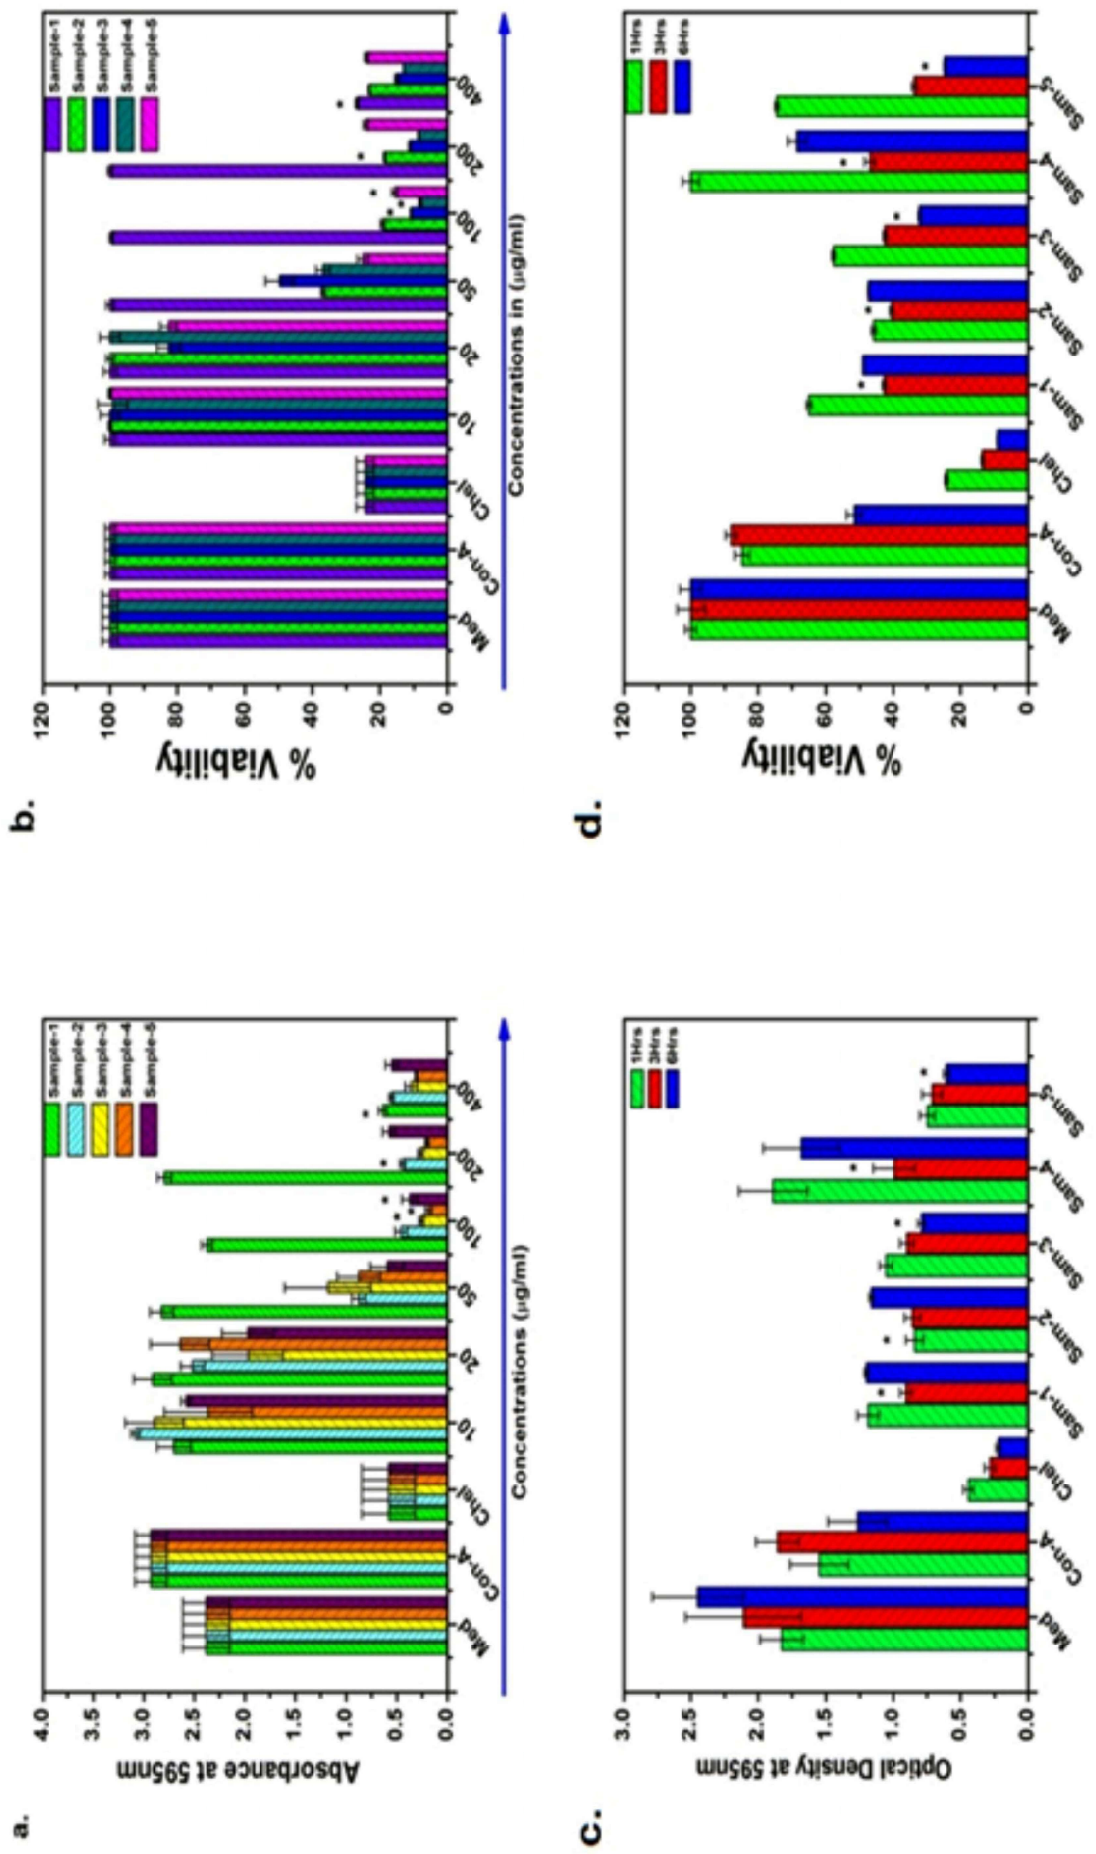 a.
Absorbance at 595nm
4.0
3.5
3.0
2.5
2.0
1.5
1.0
0.5
0.0
Sample-1
Sample-2
Sample-3
Sample-4
Sample-5
Med
Con-A
Chel
10
20
50
100
200
400
Concentrations (µg/ml)
b.
% Viability
120
100
80
60
40
20
0
Sample-1
Sample-2
Sample-3
Sample-4
Sample-5
Med
Con-A
Chel
10
20
50
100
200
400
Concentrations in (µg/ml)
c.
Optical Density at 595nm
3.0
2.5
2.0
1.5
1.0
0.5
0.0
1Hrs
3Hrs
6Hrs
Med
Con-A
Chel
Sam-1
Sam-2
Sam-3
Sam-4
Sam-5
d.
% Viability
120
100
80
60
40
20
0
1Hrs
3Hrs
6Hrs
Med
Con-A
Chel
Sam-1
Sam-2
Sam-3
Sam-4
Sam-5